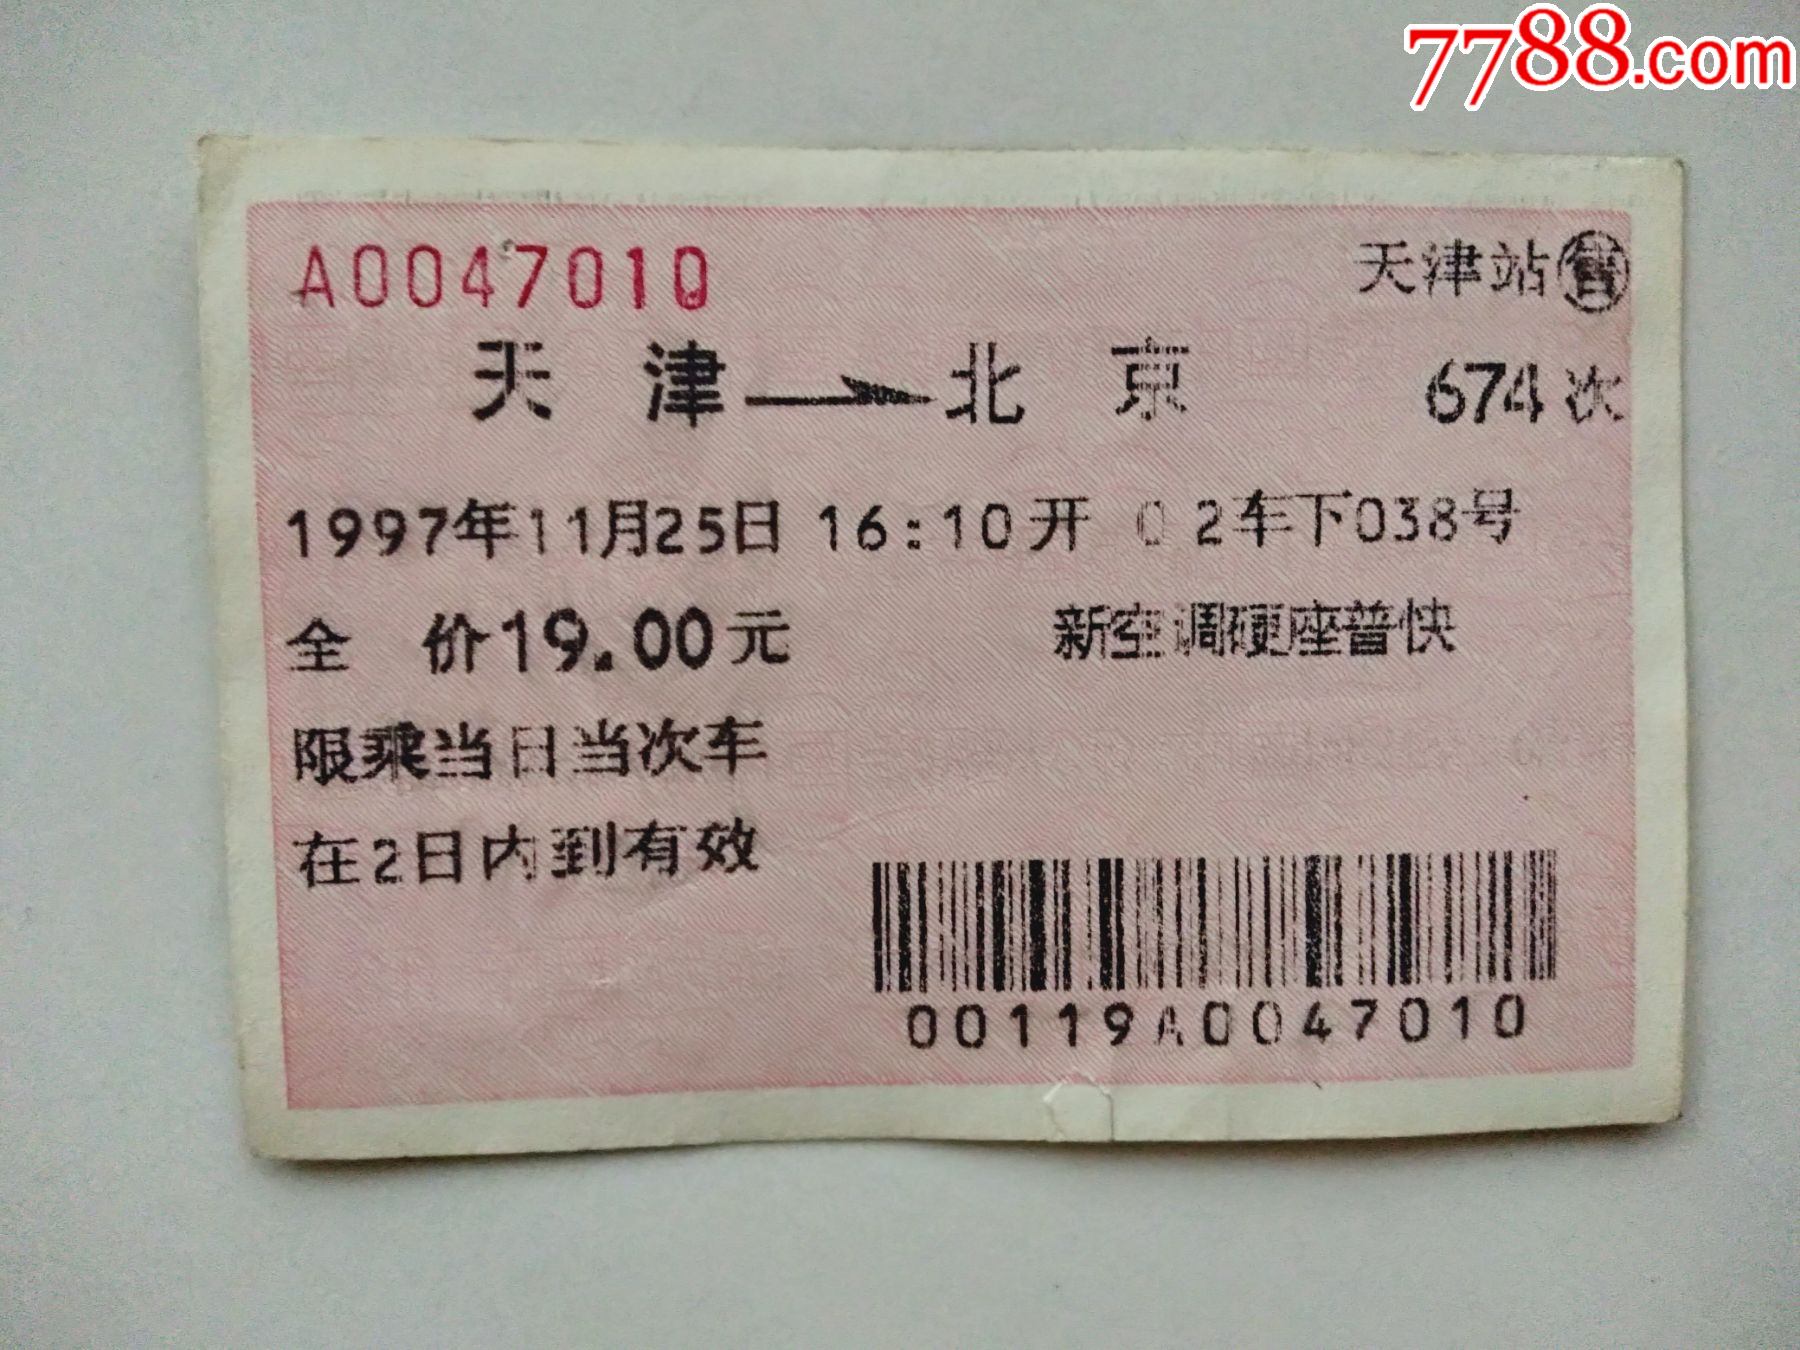 7788.com
A0047010
天津站㊝售
天津→北京
674次
1997年11月25日 16:10开 02车下038号
全价19.00元
新空调硬座普快
限乘当日当次车
在2日内到有效
00119A0047010